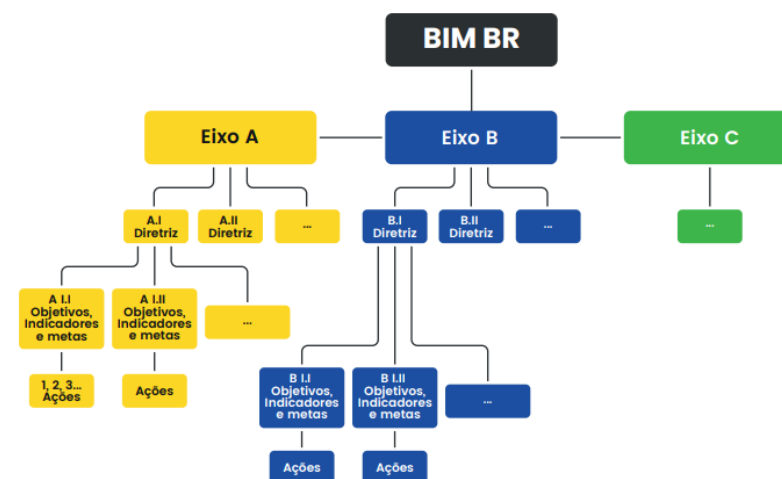 BIM BR
Eixo A
Eixo B
Eixo C
A.I
Diretriz
A.II
Diretriz
...
B.I
Diretriz
B.II
Diretriz
...
...
A I.I
Objetivos,
Indicadores
e metas
A I.II
Objetivos,
Indicadores
e metas
...
1, 2, 3...
Ações
Ações
B I.I
Objetivos,
Indicadores
e metas
B I.II
Objetivos,
Indicadores
e metas
...
Ações
Ações